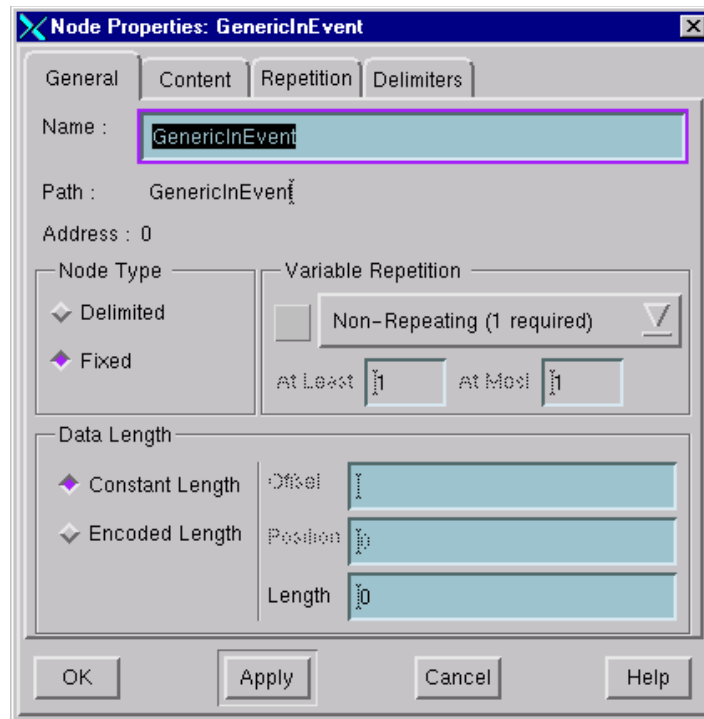 Node Properties: GenericInEvent
General Content Repetition Delimiters
Name : GenericInEvent
Path : GenericInEvent
Address : 0
Node Type
Delimited
Fixed
Variable Repetition
Non-Repeating (1 required)
At Least 1 At Most 1
Data Length
Constant Length
Encoded Length
Offset
Position 0
Length 0
OK Apply Cancel Help